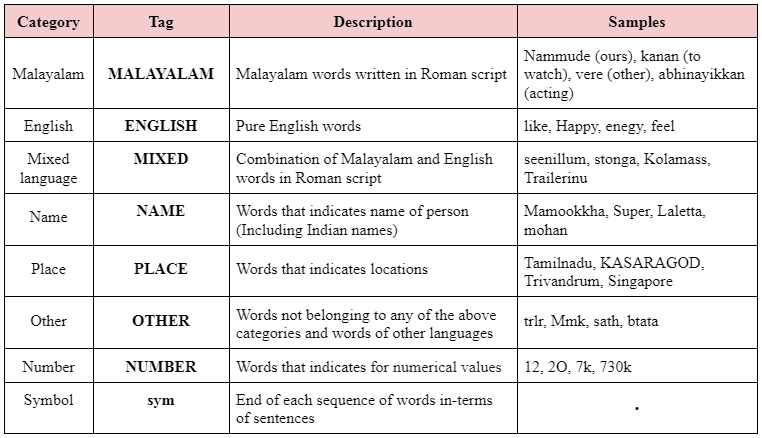 Category Tag Description Samples
Malayalam MALAYALAM Malayalam words written in Roman script Nammude (ours), kanan (to
watch), vere (other), abhinayikkan
(acting)
English ENGLISH Pure English words like, Happy, enegy, feel
Mixed
language MIXED Combination of Malayalam and English
words in Roman script seenillum, stonga, Kolamass,
Trailerinu
Name NAME Words that indicates name of person
(Including Indian names) Mamookkha, Super, Laletta,
mohan
Place PLACE Words that indicates locations Tamilnadu, KASARAGOD,
Trivandrum, Singapore
Other OTHER Words not belonging to any of the above
categories and words of other languages trlr, Mmk, sath, btata
Number NUMBER Words that indicates for numerical values 12, 2O, 7k, 730k
Symbol sym End of each sequence of words in-terms
of sentences .